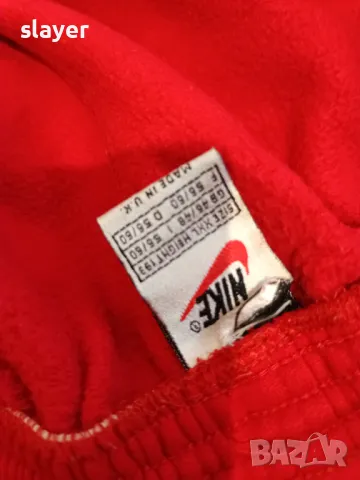 slayer
NIKE®
SIZE XXL HEIGHT 193
GB 46/48 I 56/60
F 56/60 D 56/60
MADE IN U.K.
BAZAR